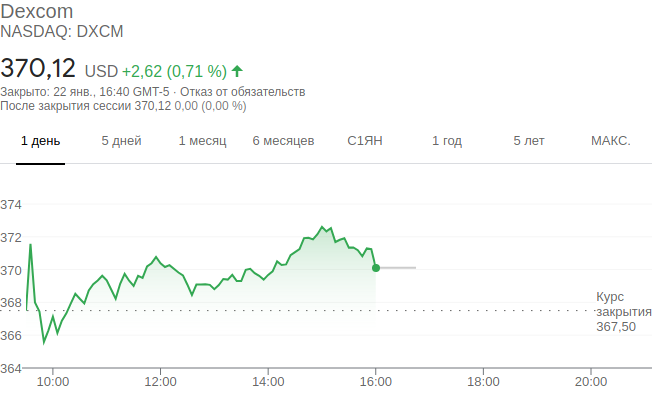 Dexcom
NASDAQ: DXCM
370,12 USD +2,62 (0,71 %)
Закрыто: 22 янв., 16:40 GMT-5 · Отказ от обязательств
После закрытия сессии 370,12 0,00 (0,00 %)
1 день 5 дней 1 месяц 6 месяцев С1ЯН 1 год 5 лет МАКС.
374
372
370
368
366
364
Курс
закрытия
367,50
10:00 12:00 14:00 16:00 18:00 20:00